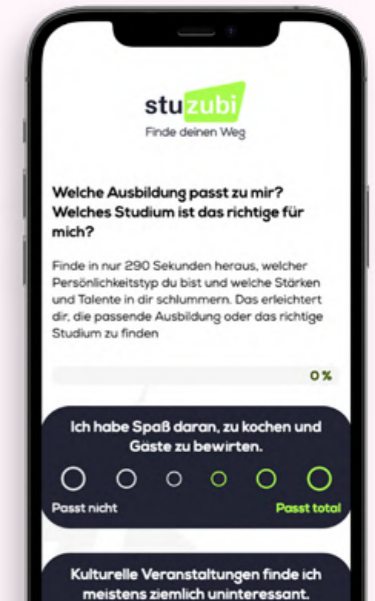 stuzubi
Finde deinen Weg
Welche Ausbildung passt zu mir?
Welches Studium ist das richtige für
mich?
Finde in nur 290 Sekunden heraus, welcher
Persönlichkeitstyp du bist und welche Stärken
und Talente in dir schlummern. Das erleichtert
dir, die passende Ausbildung oder das richtige
Studium zu finden
0 %
Ich habe Spaß daran, zu kochen und
Gäste zu bewirten.
Passt nicht Passt total
Kulturelle Veranstaltungen finde ich
meistens ziemlich uninteressant.